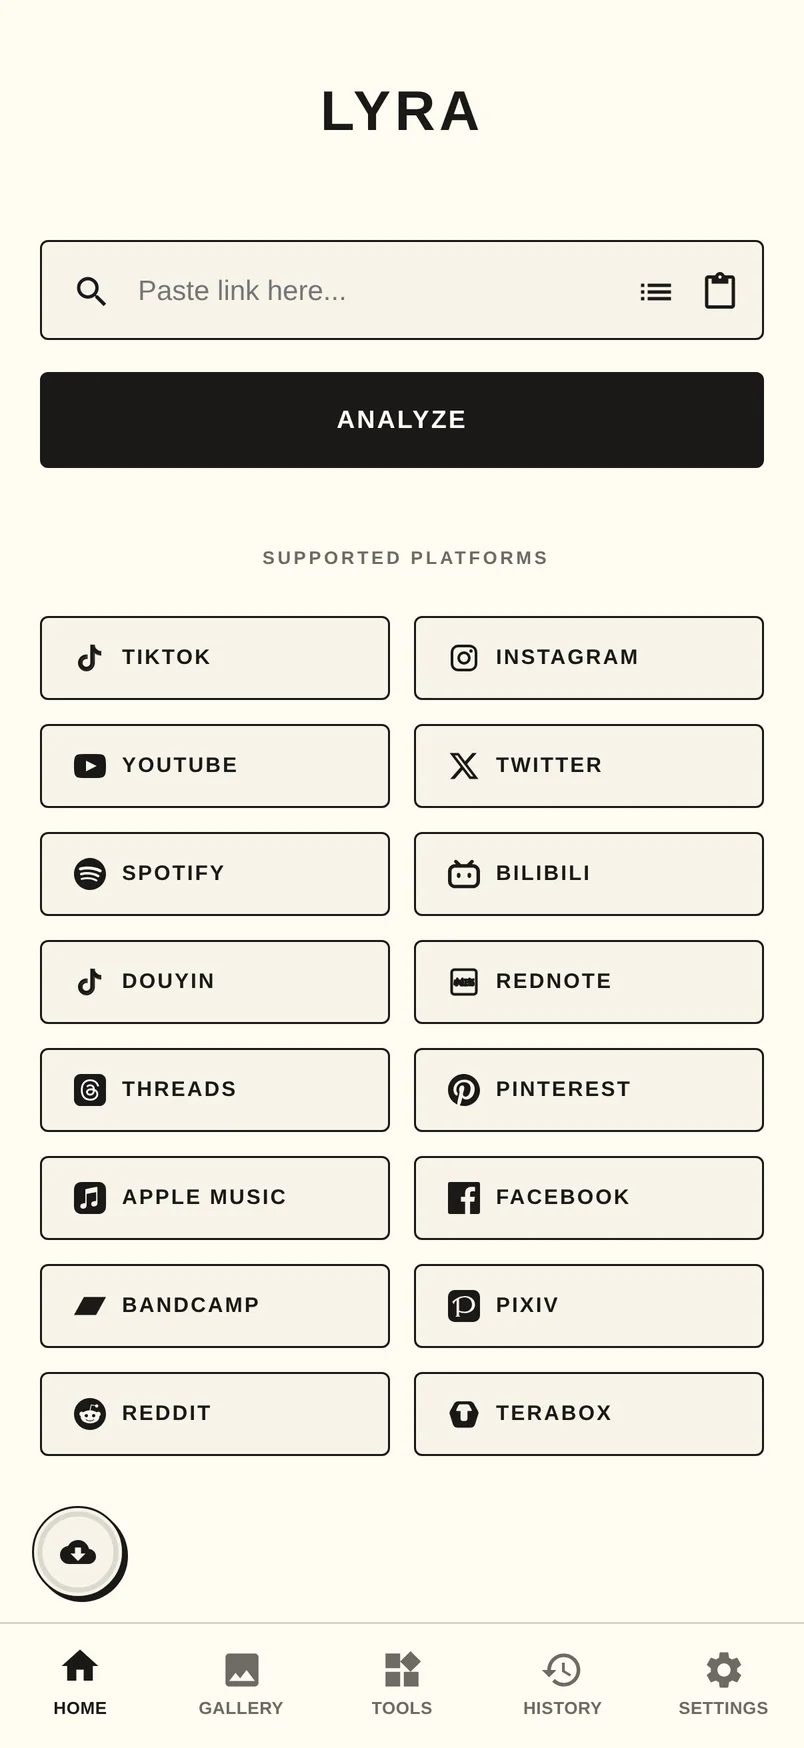 LYRA
Paste link here...
ANALYZE
SUPPORTED PLATFORMS
TIKTOK
INSTAGRAM
YOUTUBE
TWITTER
SPOTIFY
BILIBILI
DOUYIN
REDNOTE
THREADS
PINTEREST
APPLE MUSIC
FACEBOOK
BANDCAMP
PIXIV
REDDIT
TERABOX
HOME
GALLERY
TOOLS
HISTORY
SETTINGS